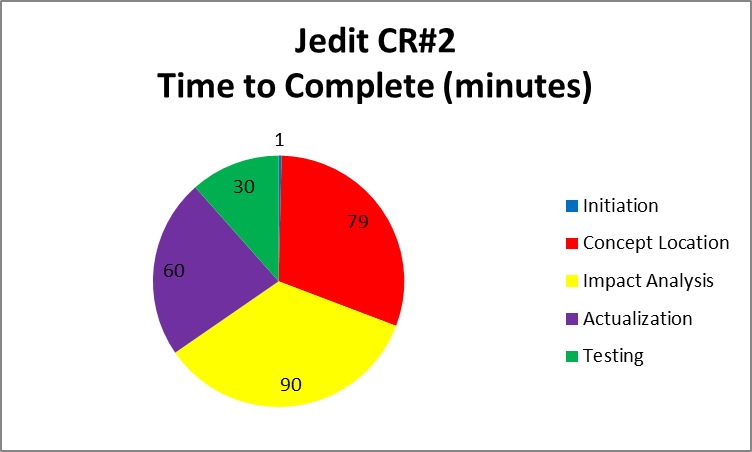 Jedit CR#2
Time to Complete (minutes)
1
30
79
60
90
Initiation
Concept Location
Impact Analysis
Actualization
Testing